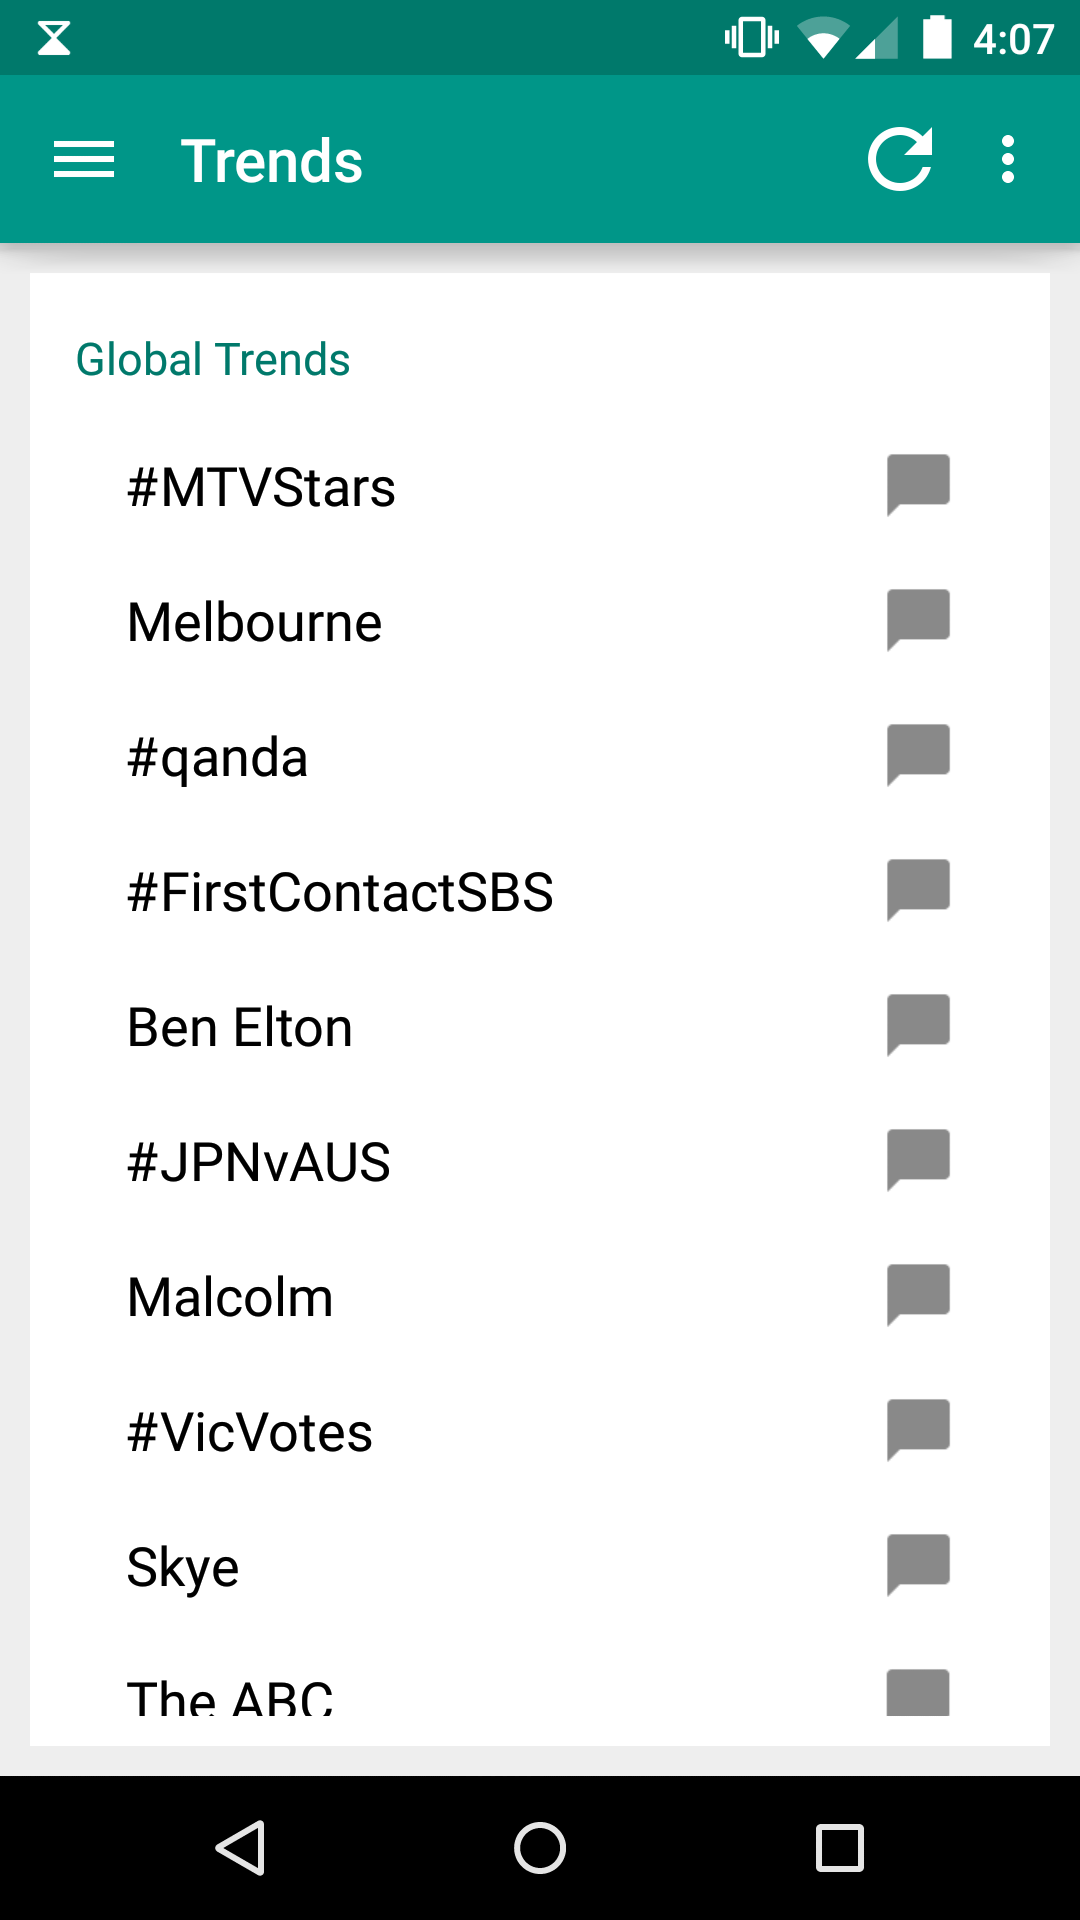 4:07
Trends
Global Trends
#MTVStars
Melbourne
#qanda
#FirstContactSBS
Ben Elton
#JPNvAUS
Malcolm
#VicVotes
Skye
The ABC